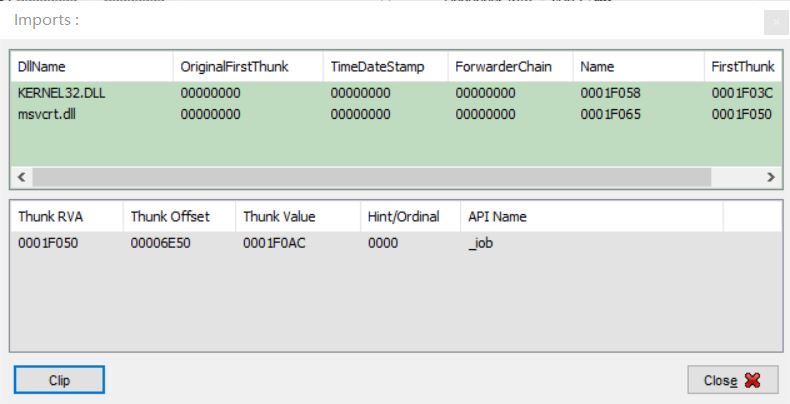 Imports :
DllName OriginalFirstThunk TimeDateStamp ForwarderChain Name FirstThunk
KERNEL32.DLL 00000000 00000000 00000000 0001F058 0001F03C
msvcrt.dll 00000000 00000000 00000000 0001F065 0001F050
Thunk RVA Thunk Offset Thunk Value Hint/Ordinal API Name
0001F050 00006E50 0001F0AC 0000 _iob
Clip Close